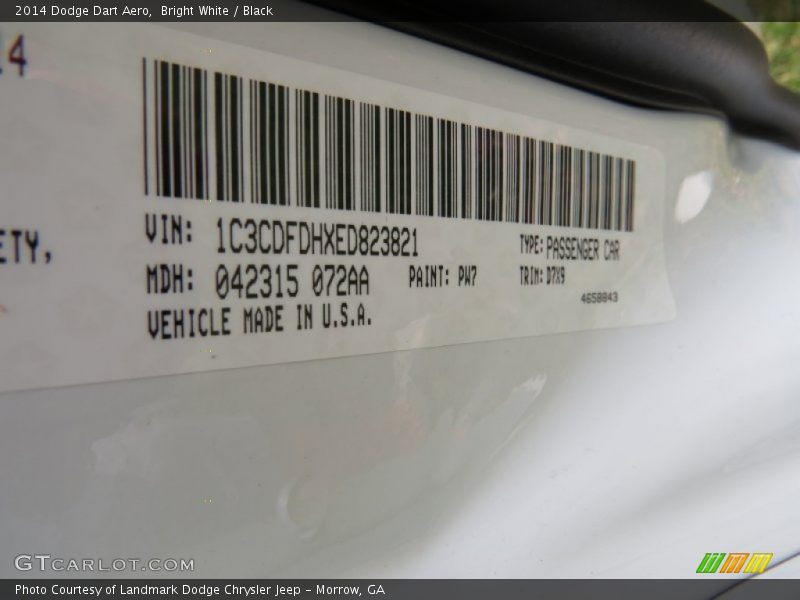 2014 Dodge Dart Aero, Bright White / Black
14
ETY,
VIN: 1C3CDFDHXED823821 TYPE: PASSENGER CAR
MDH: 042315 072AA PAINT: PW7 TRIM: D7X9
VEHICLE MADE IN U.S.A. 4658843
GTCARLOT.COM
Photo Courtesy of Landmark Dodge Chrysler Jeep – Morrow, GA